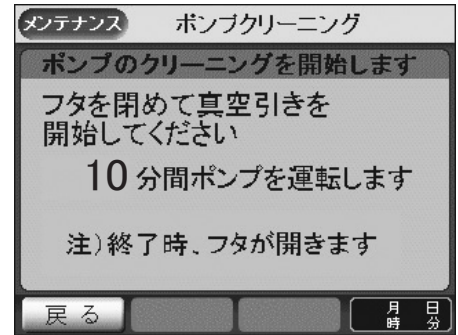 メンテナンス ポンプクリーニング
ポンプのクリーニングを開始します
フタを閉めて真空引きを
開始してください
10分間ポンプを運転します
注)終了時、フタが開きます
戻る 月 日
時 分